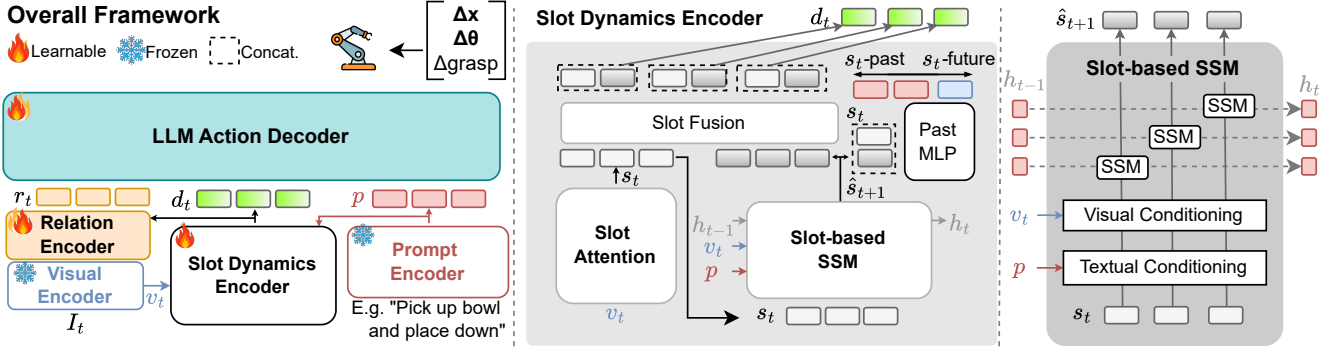 Overall Framework
Learnable
Frozen
Concat.
Δx
Δθ
Δgrasp
LLM Action Decoder
r_t
d_t
p
Relation
Encoder
Visual
Encoder
v_t
I_t
Slot Dynamics
Encoder
Prompt
Encoder
E.g. "Pick up bowl
and place down"
Slot Dynamics Encoder
d_t
s_t-past
s_t-future
Slot Fusion
s_t
Past
MLP
s_t
ŝ_{t+1}
Slot
Attention
v_t
h_{t-1}
v_t
p
Slot-based
SSM
h_t
s_t
ŝ_{t+1}
Slot-based SSM
h_{t-1}
h_t
SSM
SSM
SSM
v_t
Visual Conditioning
p
Textual Conditioning
s_t